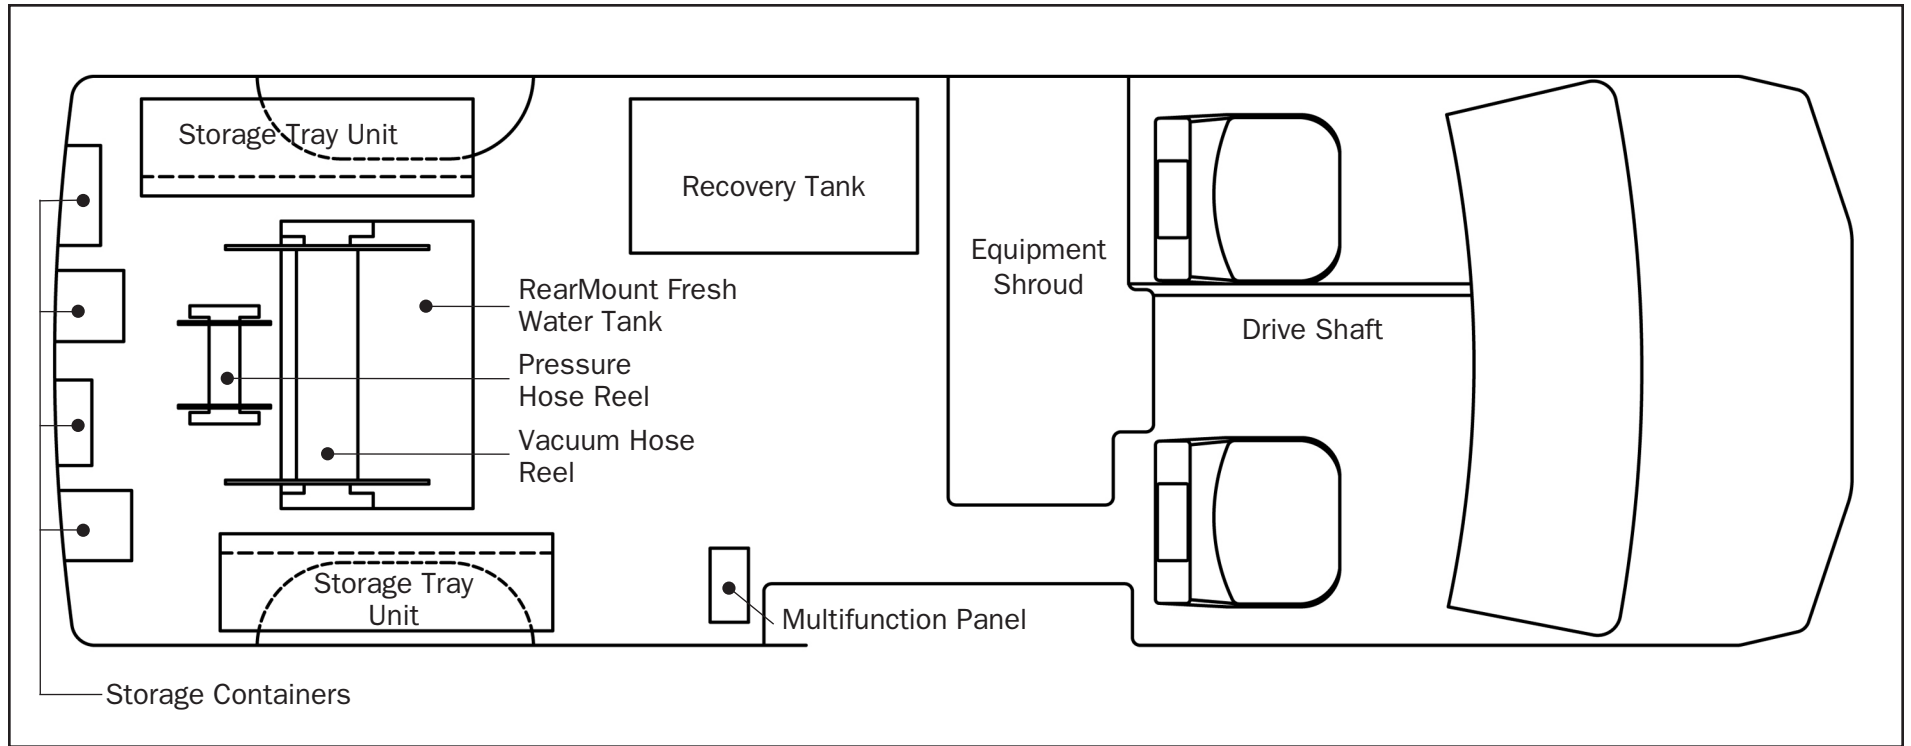 Storage Tray Unit
Recovery Tank
Equipment
Shroud
RearMount Fresh
Water Tank
Drive Shaft
Pressure
Hose Reel
Vacuum Hose
Reel
Storage Tray
Unit
Multifunction Panel
Storage Containers